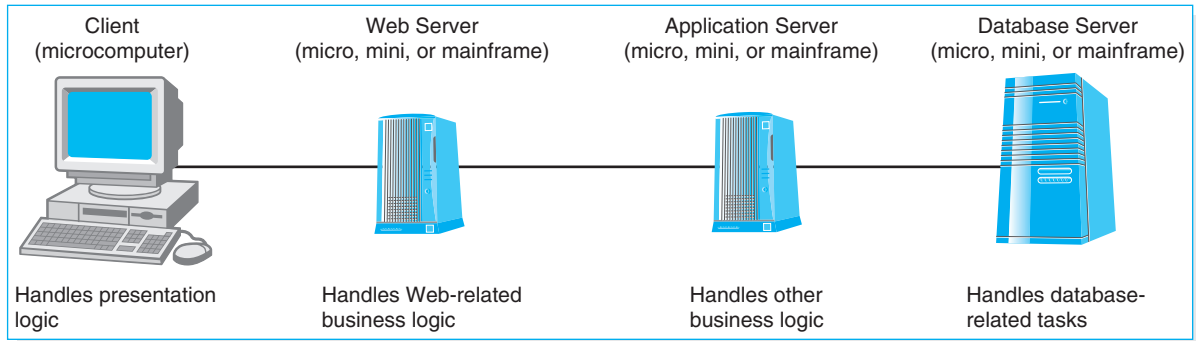 Client
(microcomputer)
Web Server
(micro, mini, or mainframe)
Application Server
(micro, mini, or mainframe)
Database Server
(micro, mini, or mainframe)
Handles presentation
logic
Handles Web-related
business logic
Handles other
business logic
Handles database-
related tasks